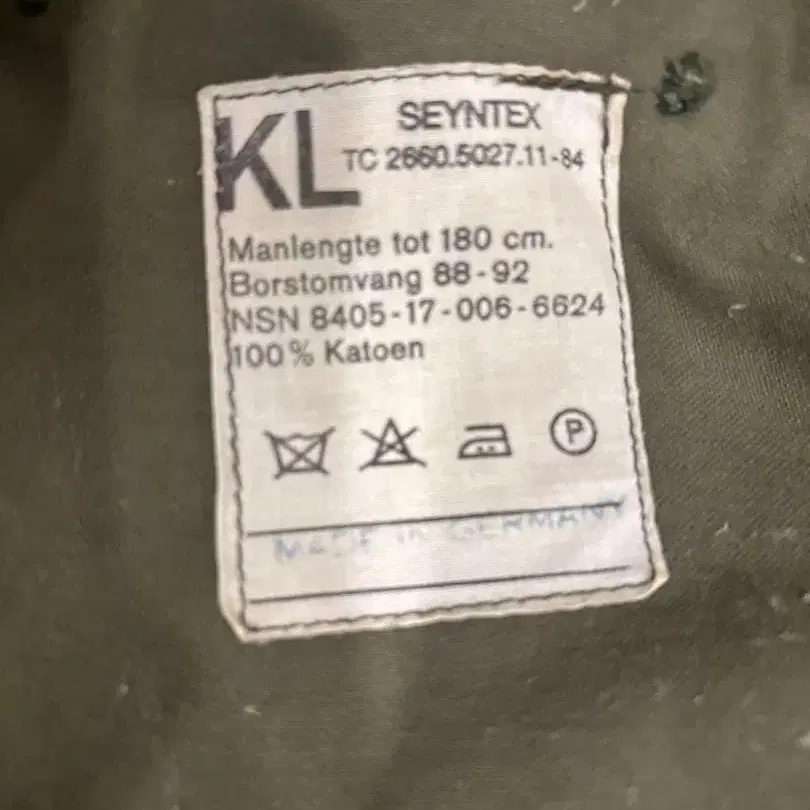 SEYNTEX
KL TC 2660.5027.11-84
Manlengte tot 180 cm.
Borstomvang 88-92
NSN 8405-17-006-6624
100% Katoen
P
MADE in GERMANY